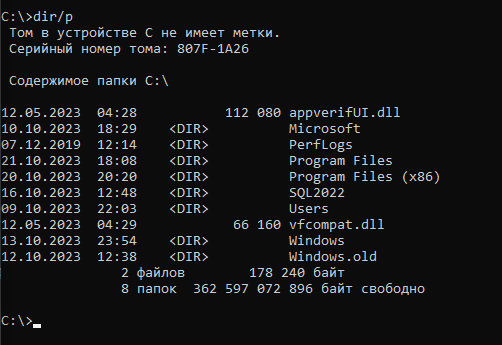 C:\>dir/p
Том в устройстве C не имеет метки.
Серийный номер тома: 807F-1A26
Содержимое папки C:\
12.05.2023  04:28           112 080 appverifUI.dll
10.10.2023  18:29    <DIR>          Microsoft
07.12.2019  12:14    <DIR>          PerfLogs
21.10.2023  18:08    <DIR>          Program Files
20.10.2023  20:20    <DIR>          Program Files (x86)
16.10.2023  12:48    <DIR>          SQL2022
09.10.2023  22:03    <DIR>          Users
12.05.2023  04:29            66 160 vfcompat.dll
13.10.2023  23:54    <DIR>          Windows
12.10.2023  12:38    <DIR>          Windows.old
2 файлов        178 240 байт
8 папок  362 597 072 896 байт свободно
C:\>